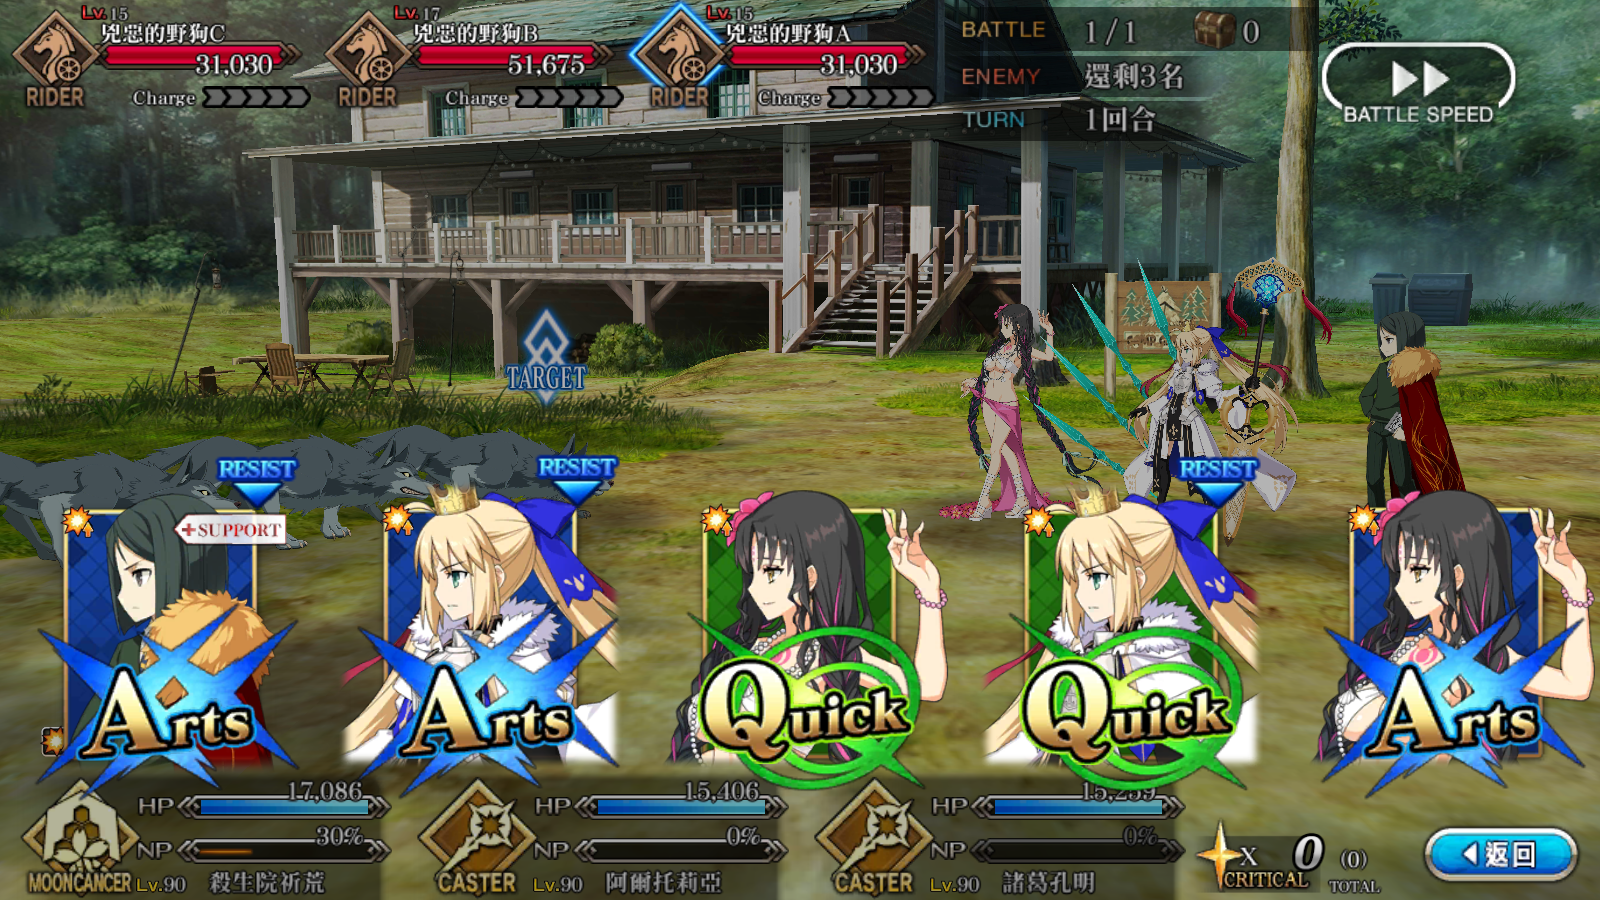 Lv.15
兇惡的野狗C
31,030
RIDER
Charge
Lv.17
兇惡的野狗B
51,675
RIDER
Charge
Lv.15
兇惡的野狗A
31,030
RIDER
Charge
BATTLE 1/1 0
ENEMY 還剩3名
TURN 1回合
BATTLE SPEED
TARGET
RESIST
RESIST
RESIST
+SUPPORT
Arts
Arts
Quick
Quick
Arts
HP 17,086
NP 30%
MOONCANCER Lv.90 殺生院祈荒
HP 15,406
NP 0%
CASTER Lv.90 阿爾托莉亞
HP 15,259
NP 0%
CASTER Lv.90 諸葛孔明
X 0 (0)
CRITICAL TOTAL
返回